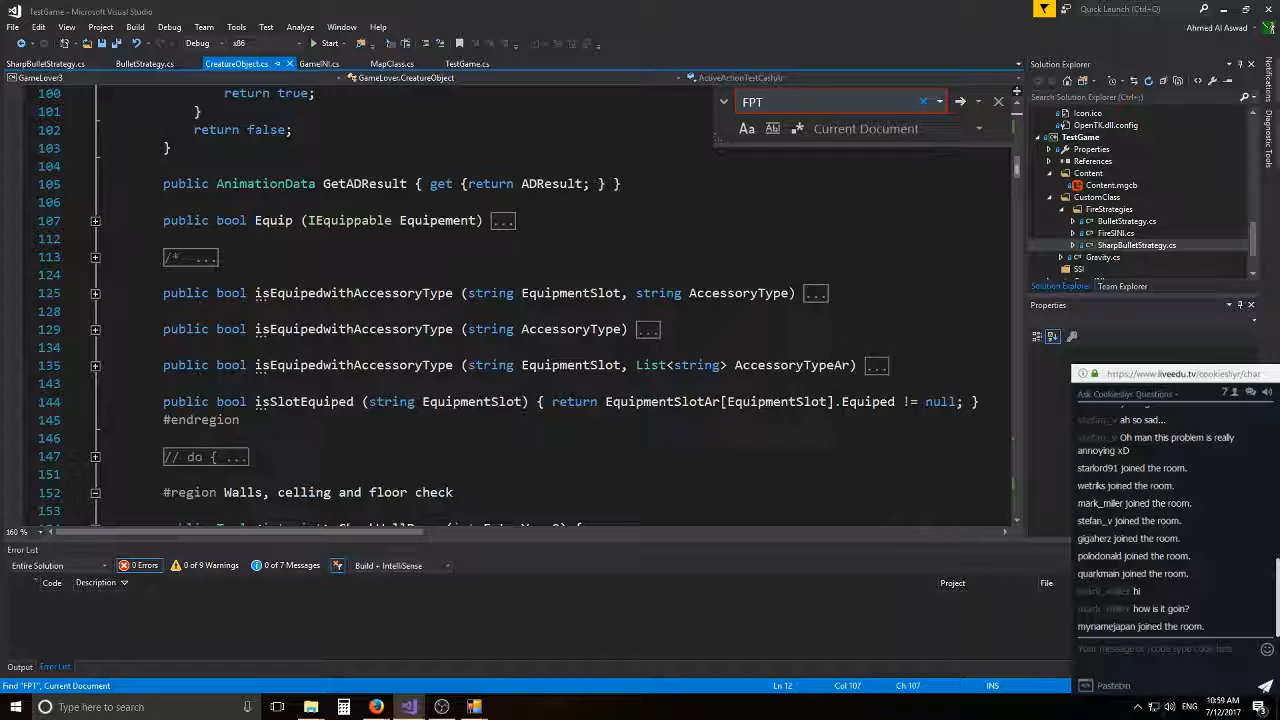 TestGame - Microsoft Visual Studio
Quick Launch (Ctrl+;)
File Edit View Project Build Debug Team Tools Test Analyze Window Help
Ahmed Al Aswad
Debug x86 Start
SharpBulletStrategy.cs BulletStrategy.cs CreatureObject.cs GameINI.cs MapClass.cs TestGame.cs
GameLover3 GameLover.CreatureObject ActiveActionTestCashAr
FPT
Aa Current Document
100 return true;
101 }
102 return false;
103 }
104
105 public AnimationData GetADResult { get {return ADResult; } }
106
107 public bool Equip (IEquippable Equipement) ...
112
113 /* ...
125 public bool isEquipedwithAccessoryType (string EquipmentSlot, string AccessoryType) ...
128
129 public bool isEquipedwithAccessoryType (string AccessoryType) ...
134
135 public bool isEquipedwithAccessoryType (string EquipmentSlot, List<string> AccessoryTypeAr) ...
143
144 public bool isSlotEquiped (string EquipmentSlot) { return EquipmentSlotAr[EquipmentSlot].Equiped != null; }
145 #endregion
146
147 // do { ...
151
152 #region Walls, celling and floor check
153
160 %
Solution Explorer
Search Solution Explorer (Ctrl+;)
Icon.ico
OpenTK.dll.config
TestGame
Properties
References
Content
Content.mgcb
CustomClass
FireStrategies
BulletStrategy.cs
FireSINI.cs
SharpBulletStrategy.cs
Gravity.cs
SSI
Solution Explorer Team Explorer
Properties
Notifications
Diagnostic Tools
https://www.liveedu.tv/cookiesliyr/chat
Ask Cookiesliyr: Questions 7
stefan_v ah so sad...
stefan_v Oh man this problem is really
annoying xD
starlord91 joined the room.
wetriks joined the room.
mark_miler joined the room.
stefan_v joined the room.
gigaherz joined the room.
polodonald joined the room.
quarkmain joined the room.
mark_miller hi
mark_miller how is it goin?
mynamejapan joined the room.
Pastebin
Error List
Entire Solution 0 Errors 0 of 9 Warnings 0 of 7 Messages Build + IntelliSense
Code Description Project File
Output Error List
Find "FPT", Current Document Ln 12 Col 107 Ch 107 INS
Type here to search
10:59 AM
7/12/2017